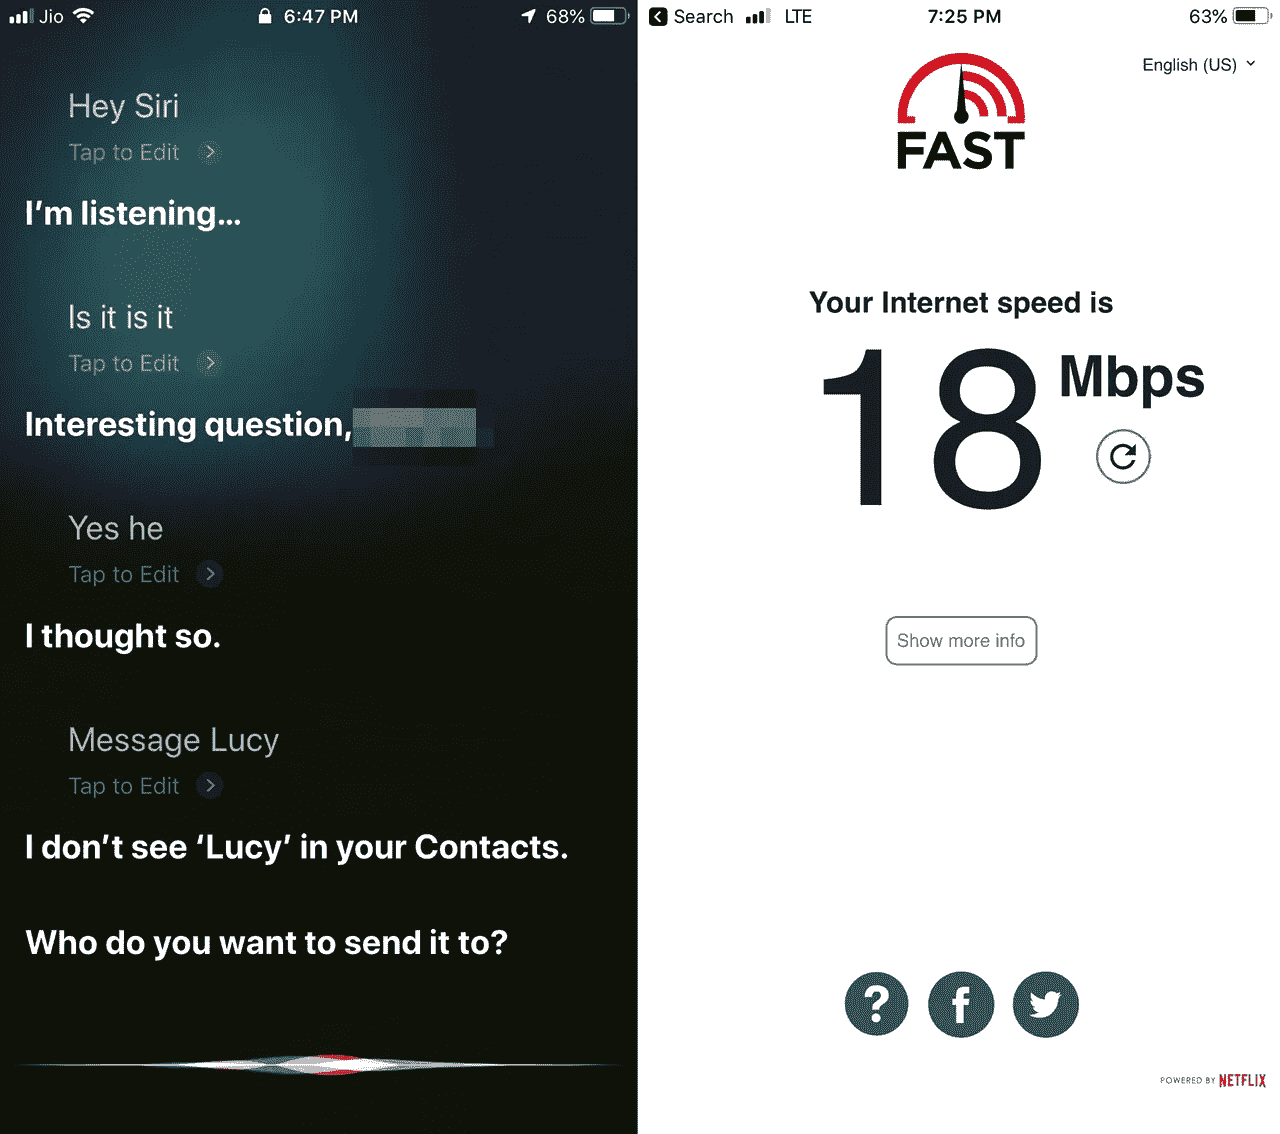 Jio 6:47 PM 68%
Hey Siri
Tap to Edit
I’m listening...
Is it is it
Tap to Edit
Interesting question,
Yes he
Tap to Edit
I thought so.
Message Lucy
Tap to Edit
I don’t see ‘Lucy’ in your Contacts.
Who do you want to send it to?
Search LTE 7:25 PM 63%
English (US)
FAST
Your Internet speed is
18 Mbps
Show more info
POWERED BY NETFLIX